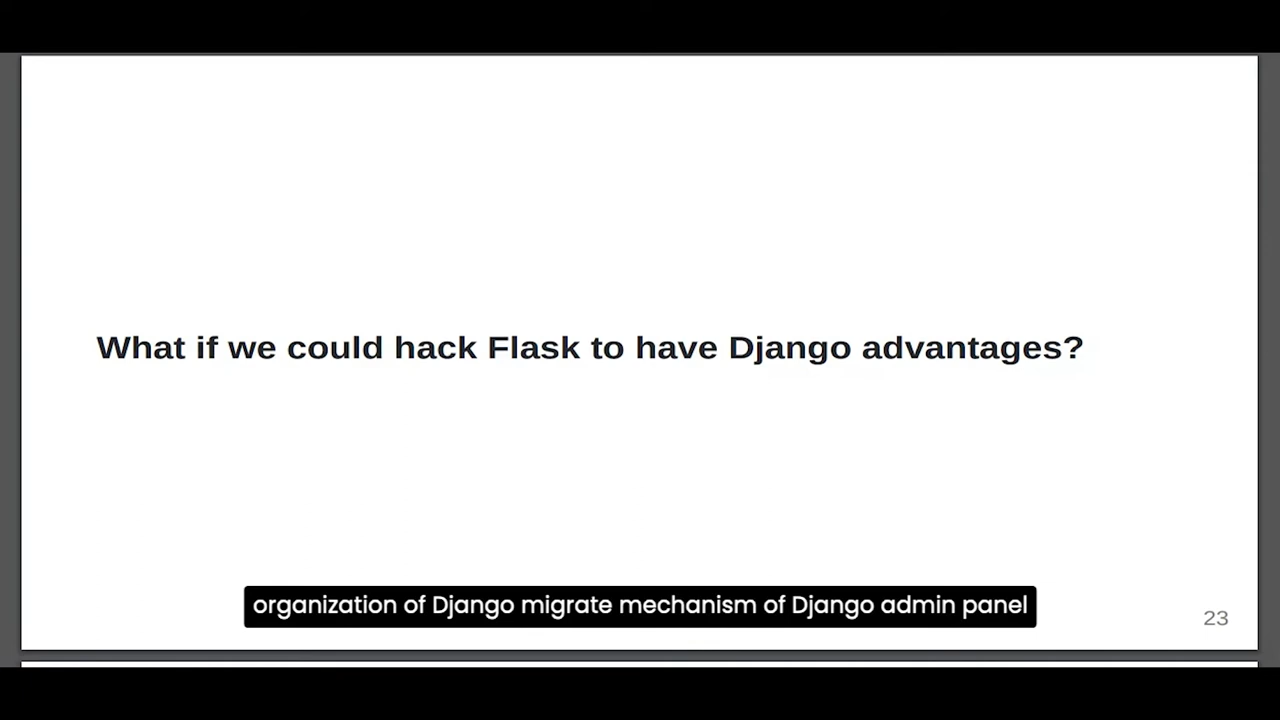 What if we could hack Flask to have Django advantages?
organization of Django migrate mechanism of Django admin panel
23